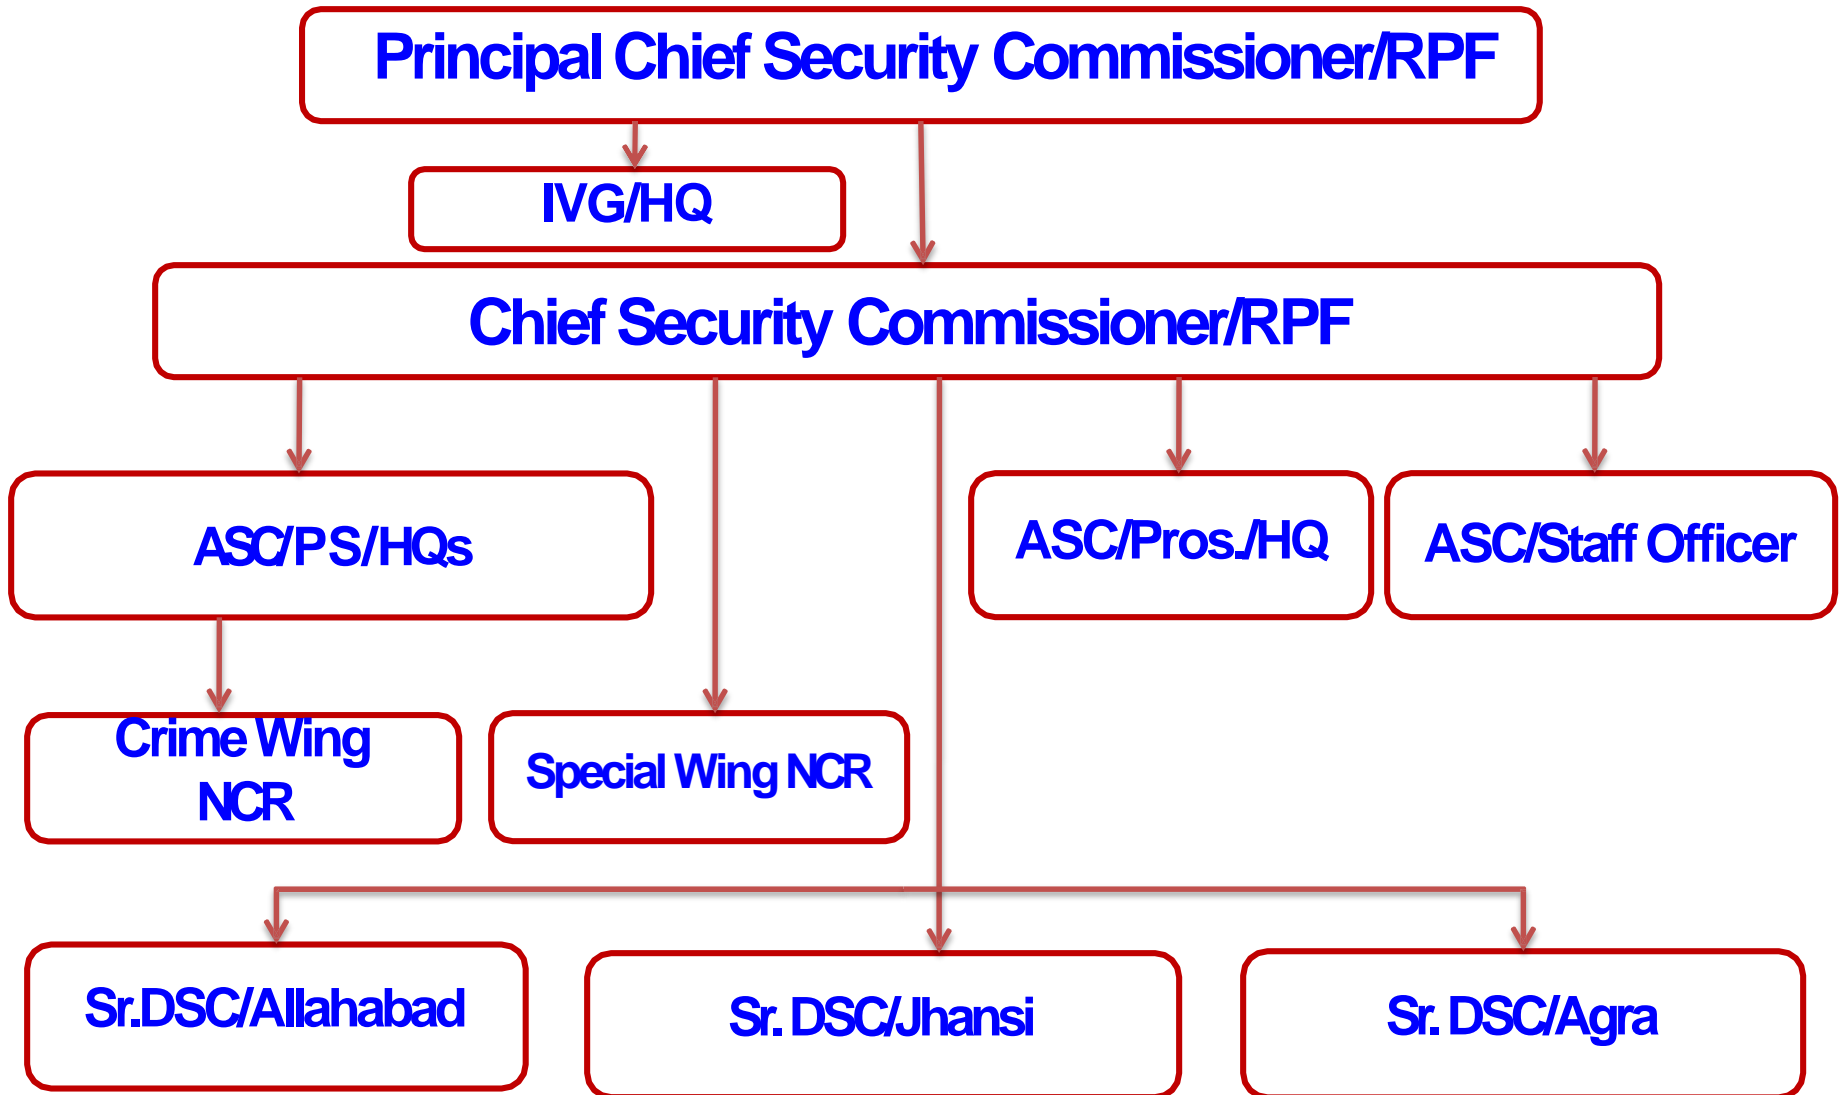 Principal Chief Security Commissioner/RPF
IVG/HQ
Chief Security Commissioner/RPF
ASC/PS/HQs
ASC/Pros./HQ
ASC/Staff Officer
Crime Wing
NCR
Special Wing NCR
Sr.DSC/Allahabad
Sr. DSC/Jhansi
Sr. DSC/Agra